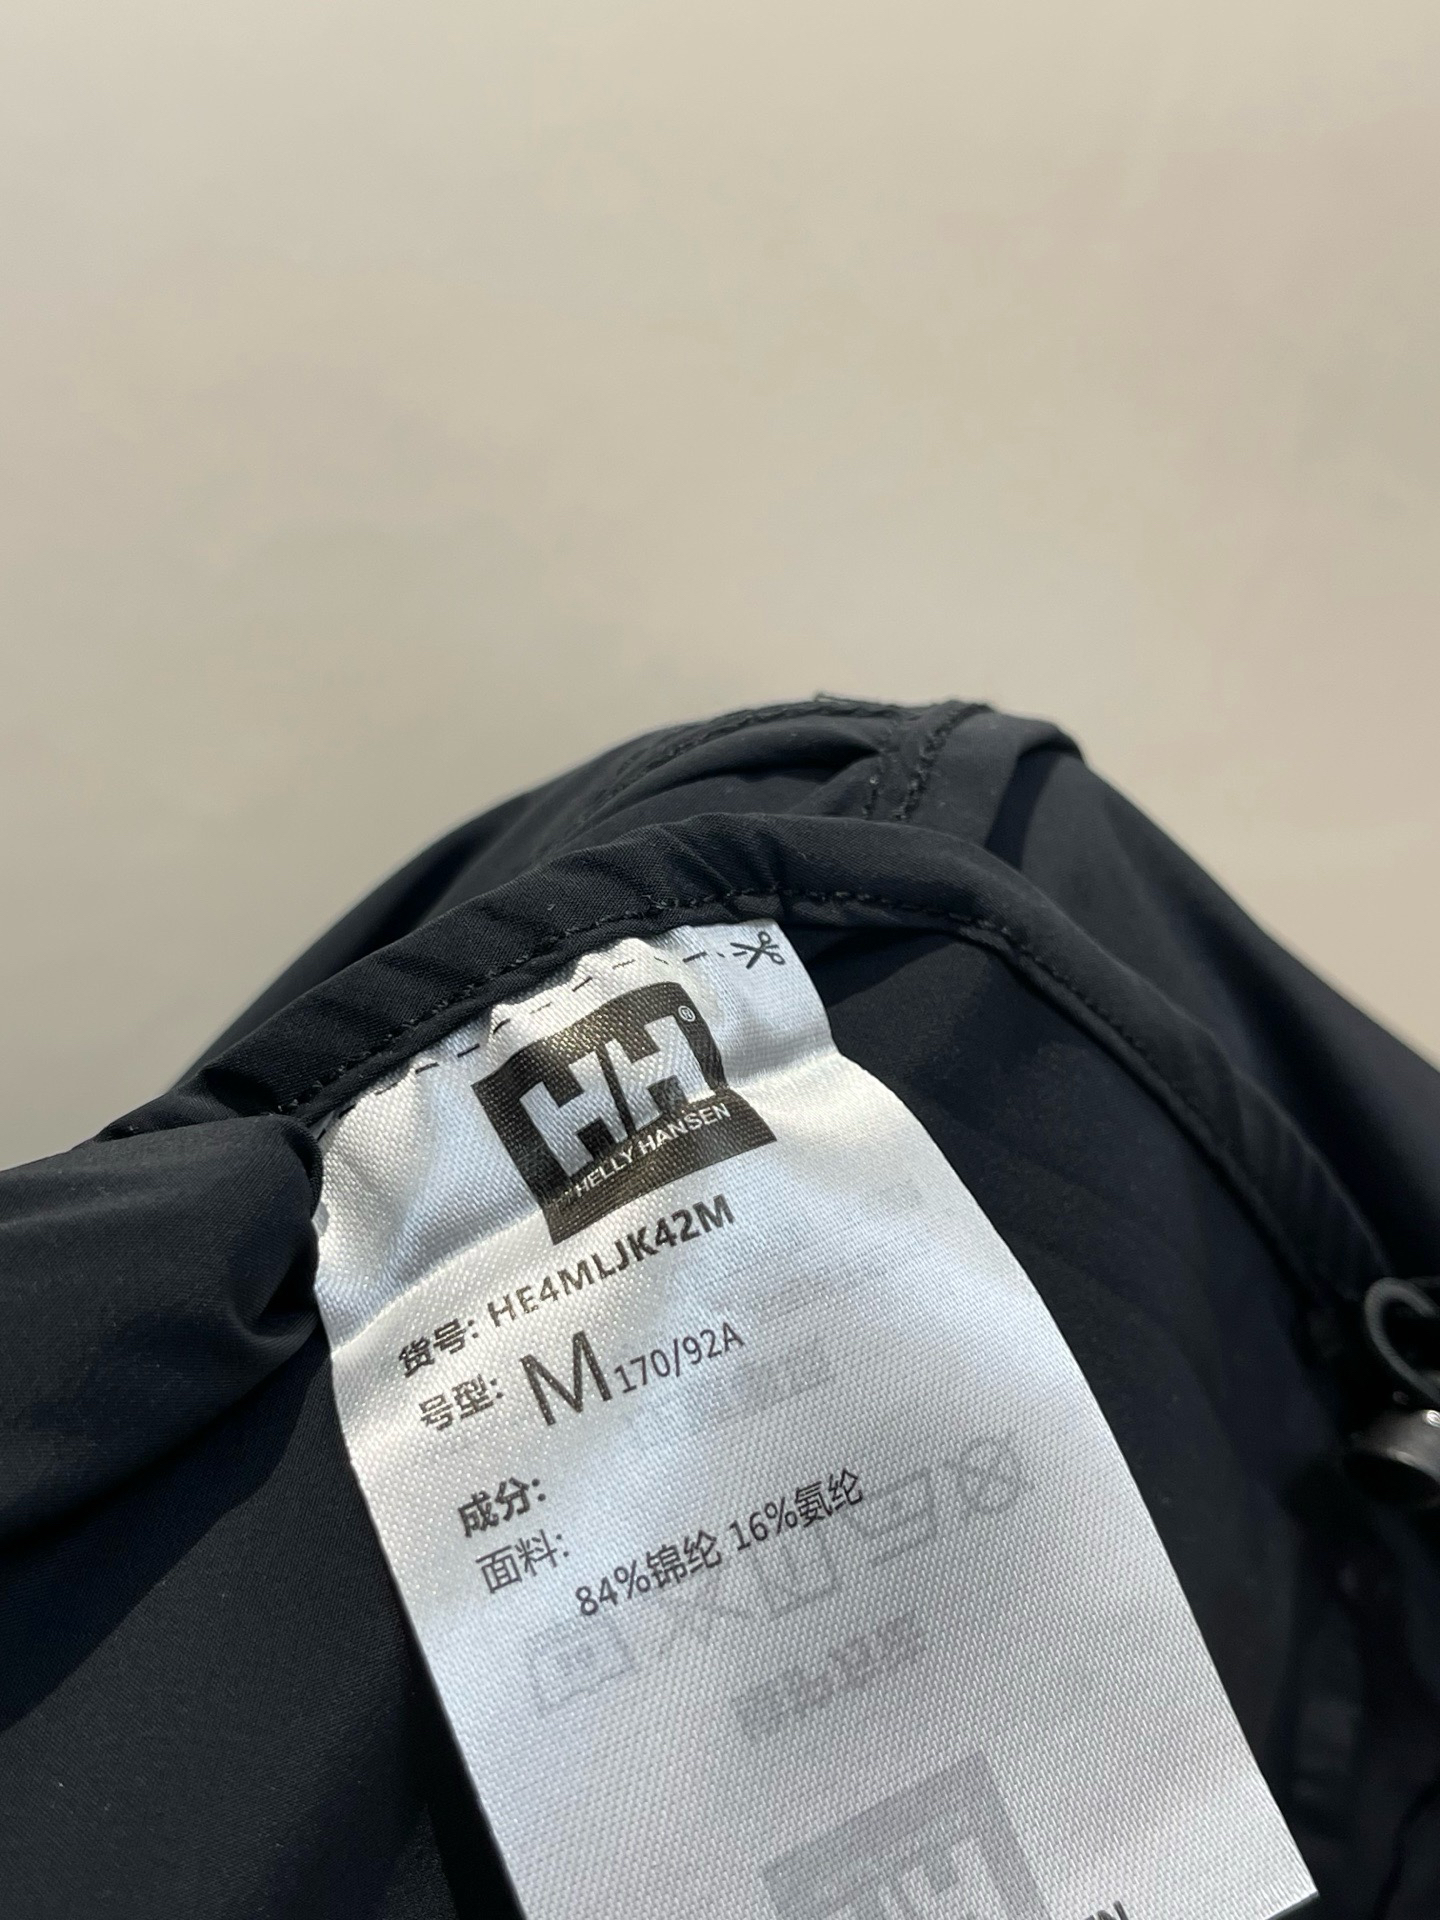 HH®
HELLY HANSEN
货号: HE4MLJK42M
号型: M 170/92A
成分:
面料:
84%锦纶 16%氨纶